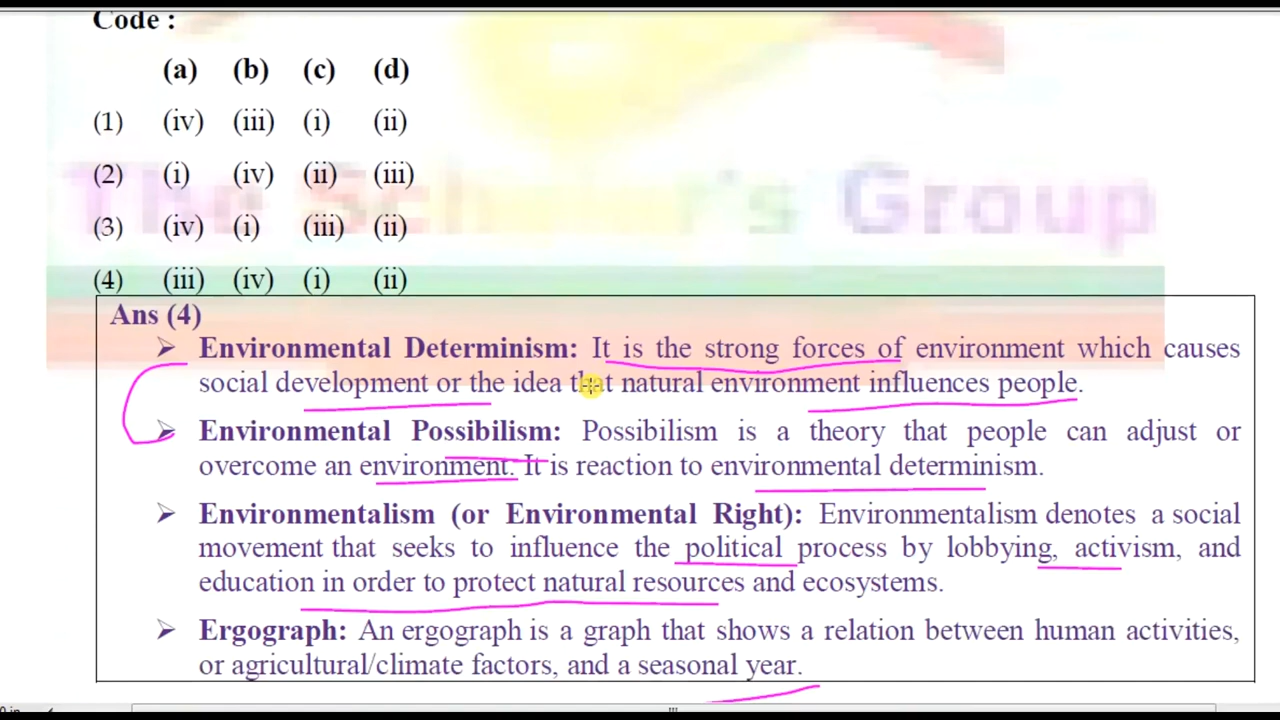 Code :
(a) (b) (c) (d)
(1) (iv) (iii) (i) (ii)
(2) (i) (iv) (ii) (iii)
The Scholar's Group
(3) (iv) (i) (iii) (ii)
(4) (iii) (iv) (i) (ii)
Ans (4)
➢ Environmental Determinism: It is the strong forces of environment which causes
social development or the idea that natural environment influences people.
➢ Environmental Possibilism: Possibilism is a theory that people can adjust or
overcome an environment. It is reaction to environmental determinism.
➢ Environmentalism (or Environmental Right): Environmentalism denotes a social
movement that seeks to influence the political process by lobbying, activism, and
education in order to protect natural resources and ecosystems.
➢ Ergograph: An ergograph is a graph that shows a relation between human activities,
or agricultural/climate factors, and a seasonal year.